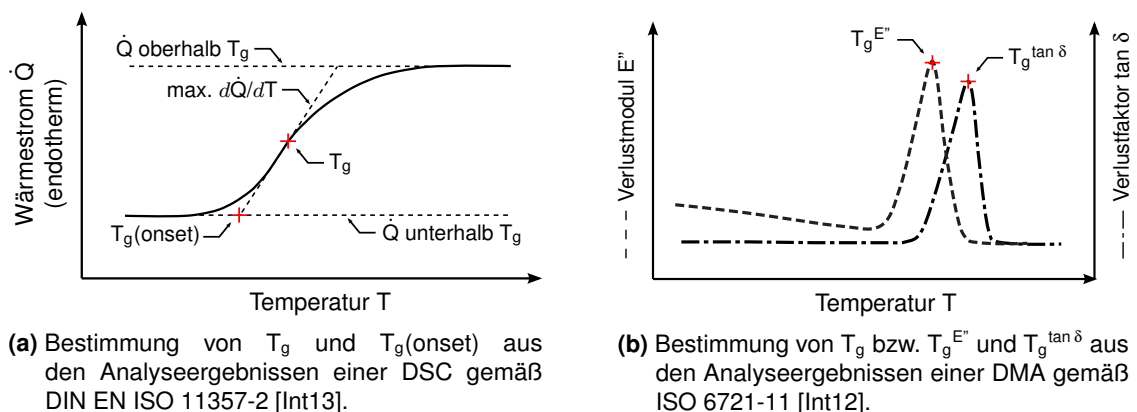 Wärmestrom Q̇
(endotherm)
Q̇ oberhalb Tg
max. dQ̇/dT
Tg
Tg(onset)
Q̇ unterhalb Tg
Temperatur T
(a) Bestimmung von Tg und Tg(onset) aus
den Analyseergebnissen einer DSC gemäß
DIN EN ISO 11357-2 [Int13].
Verlustmodul E”
TgE”
Tgtan δ
Verlustfaktor tan δ
Temperatur T
(b) Bestimmung von Tg bzw. TgE” und Tgtan δ aus
den Analyseergebnissen einer DMA gemäß
ISO 6721-11 [Int12].